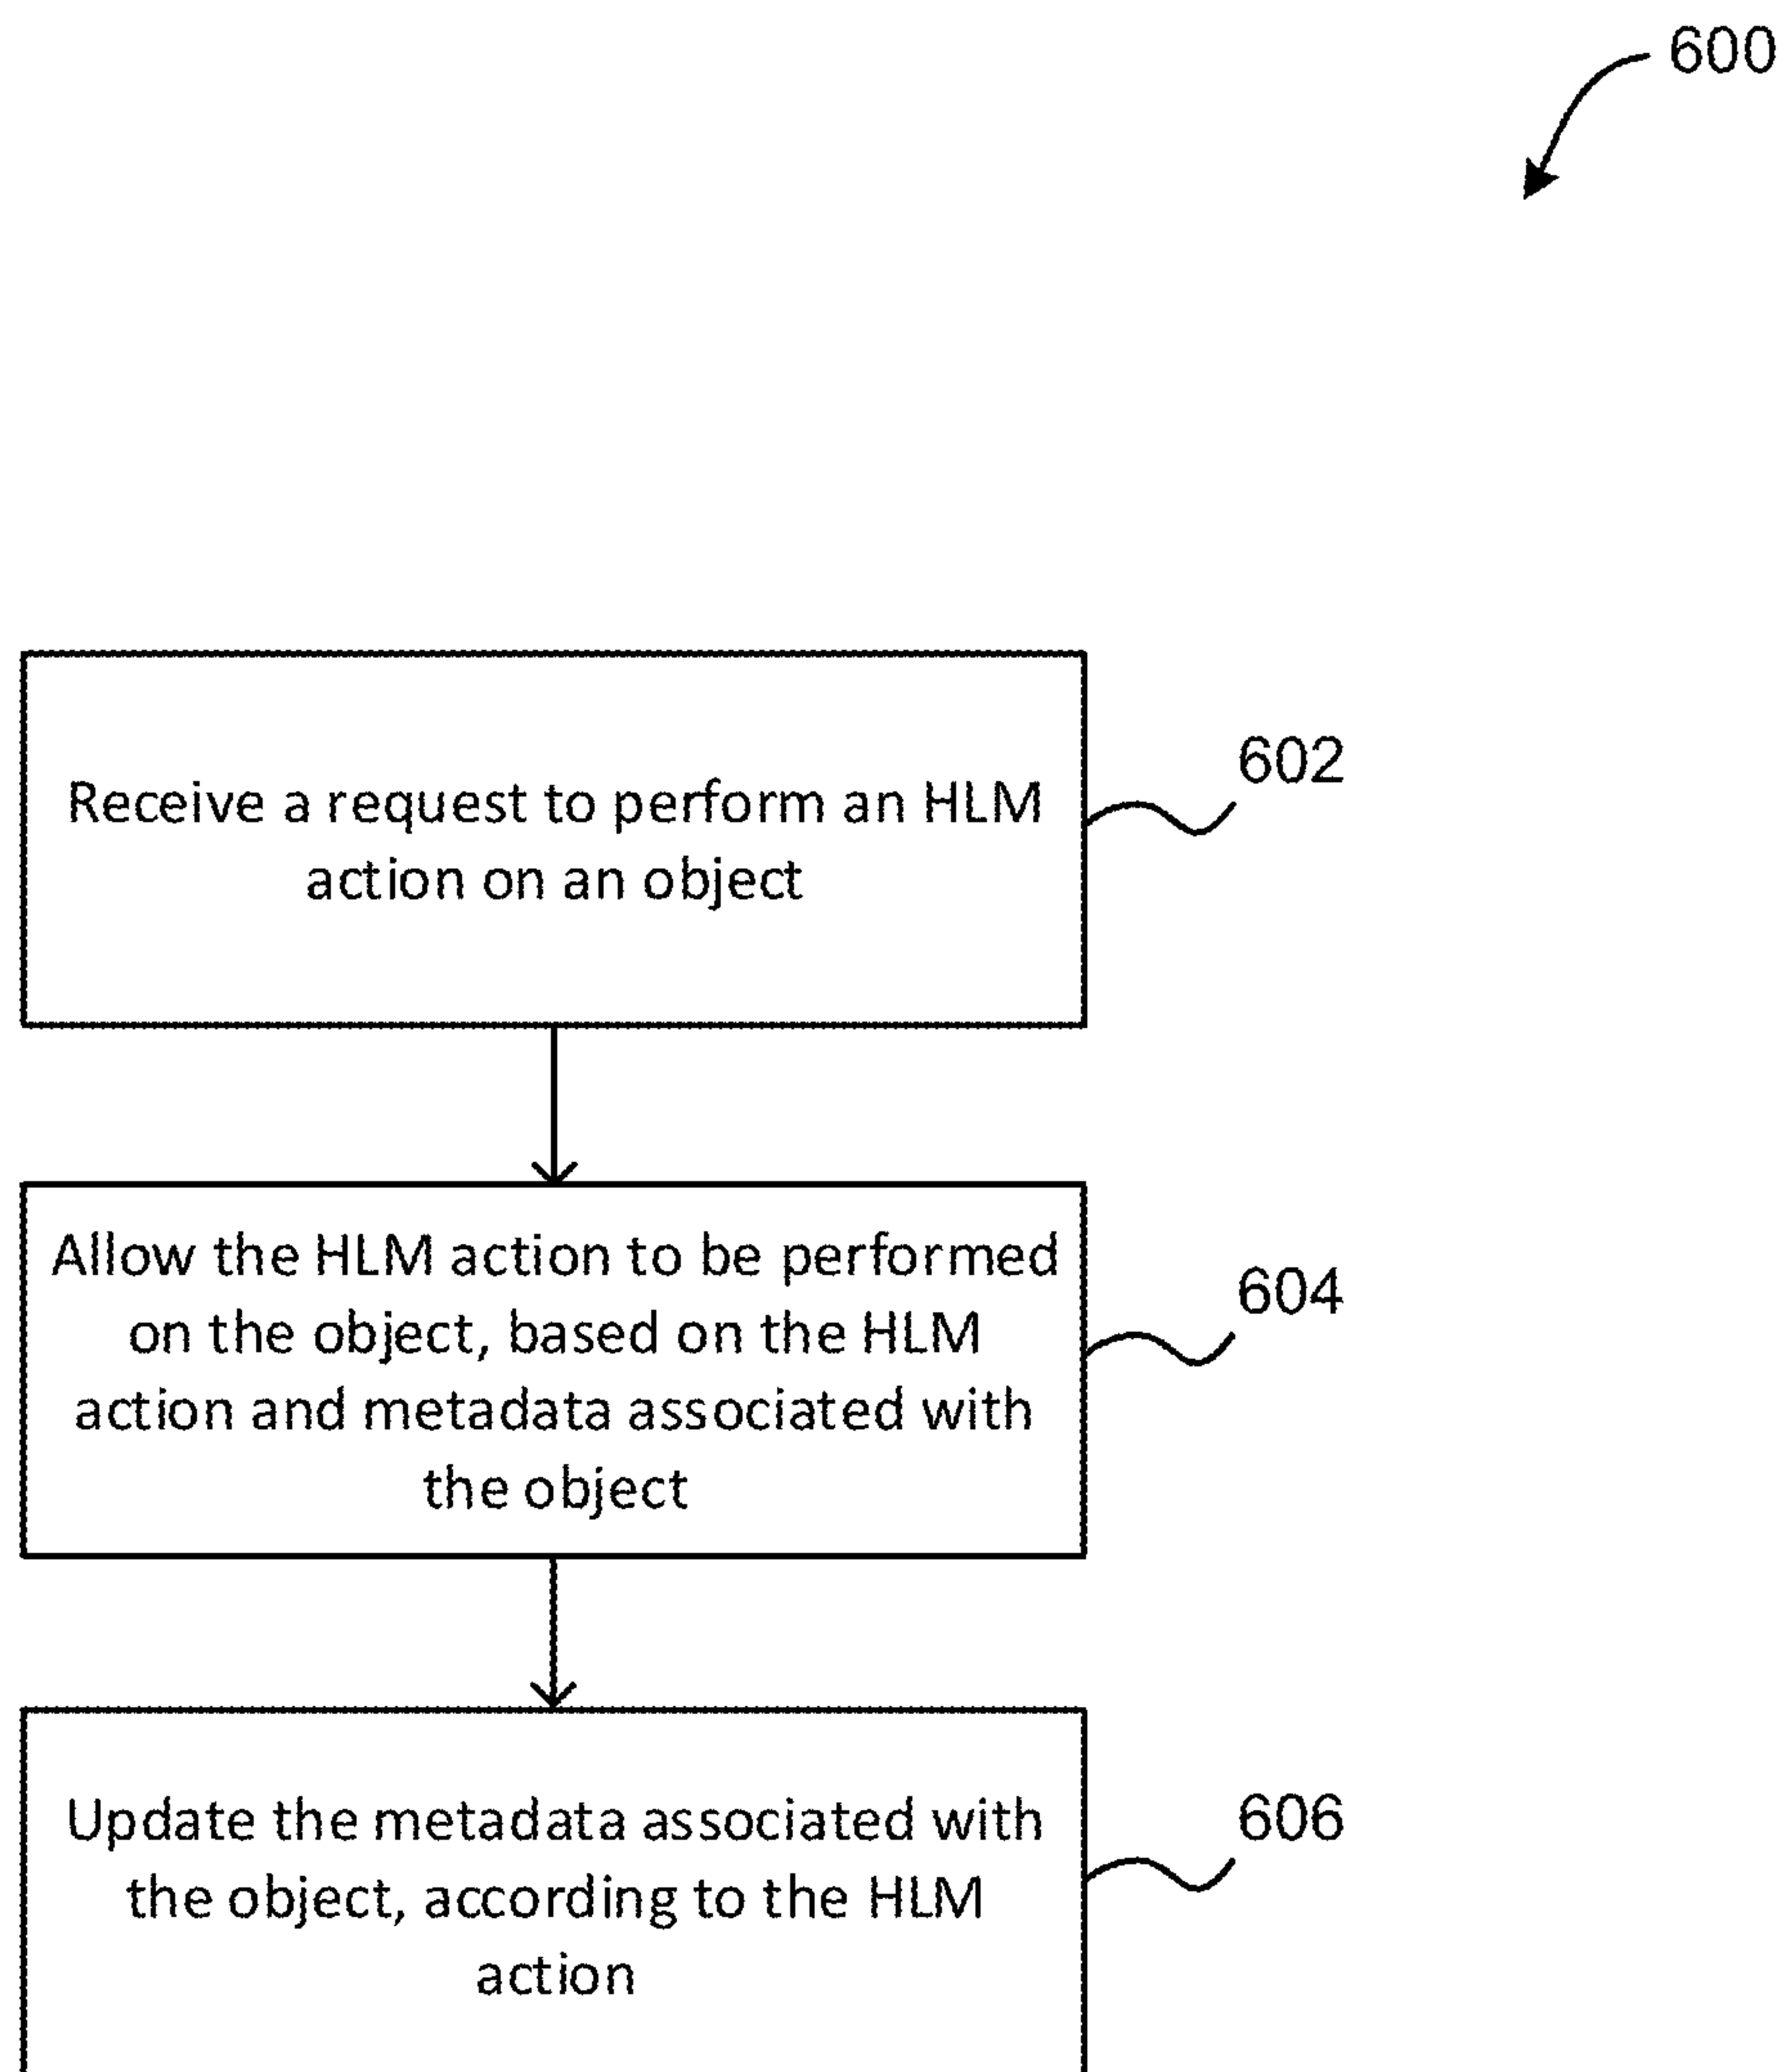 600
Receive a request to perform an HLM
action on an object
602
Allow the HLM action to be performed
on the object, based on the HLM
action and metadata associated with
the object
604
Update the metadata associated with
the object, according to the HLM
action
606